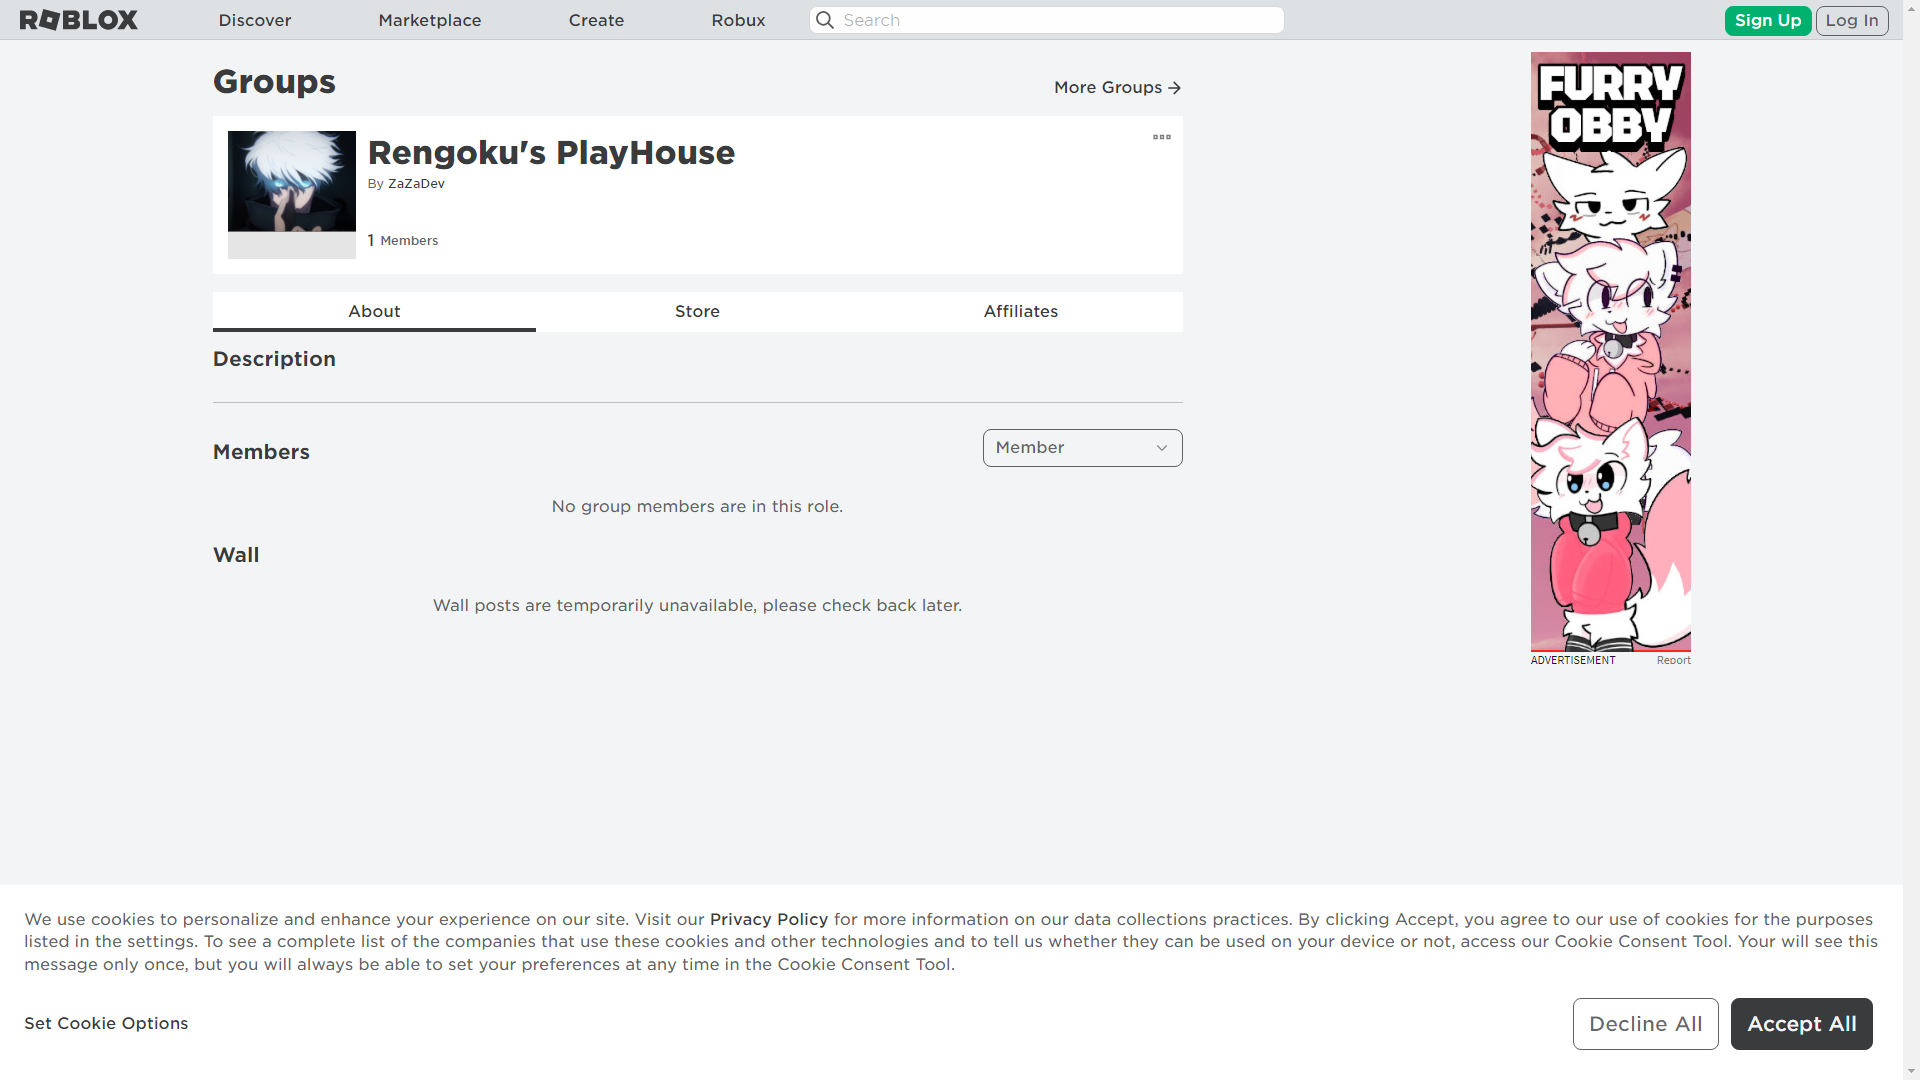 ROBLOX
Discover
Marketplace
Create
Robux
Search
Sign Up
Log In
Groups
More Groups
Rengoku's PlayHouse
By ZaZaDev
1 Members
About
Store
Affiliates
Description
Members
Member
No group members are in this role.
Wall
Wall posts are temporarily unavailable, please check back later.
FURRY
OBBY
ADVERTISEMENT
Report
We use cookies to personalize and enhance your experience on our site. Visit our Privacy Policy for more information on our data collections practices. By clicking Accept, you agree to our use of cookies for the purposes
listed in the settings. To see a complete list of the companies that use these cookies and other technologies and to tell us whether they can be used on your device or not, access our Cookie Consent Tool. Your will see this
message only once, but you will always be able to set your preferences at any time in the Cookie Consent Tool.
Set Cookie Options
Decline All
Accept All